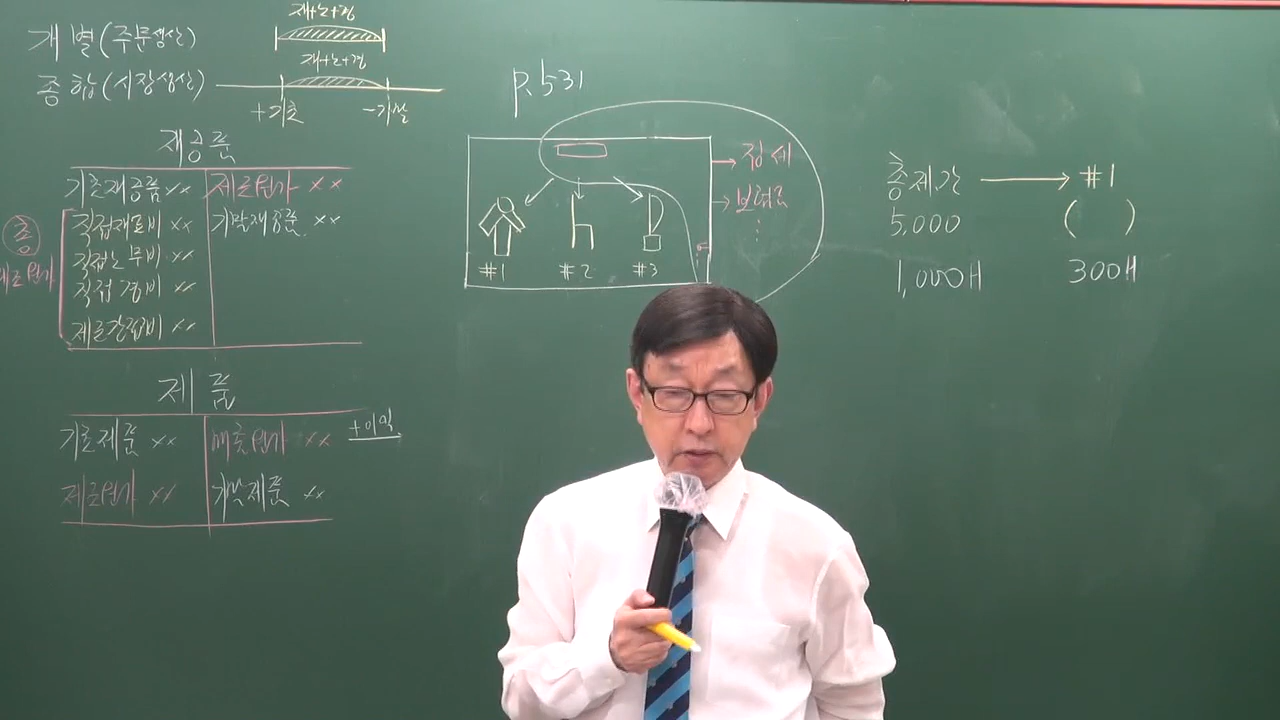 개별(주문생산)
재+노+경
종합(시장생산)
재+노+경
+기초
-기말
재공품
기초재공품 ×× 제조원가 ××
직접재료비 ×× 기말재공품 ××
직접노무비 ××
직접경비 ××
제조간접비 ××
총
제조원가
제품
기초제품 ×× 매출원가 ××
+이익
제조원가 ×× 기말제품 ××
P.531
#1 #2 #3
→ 집세
→ 보험료
⋮
총제간 → #1
5,000 ( )
1,000H 300H